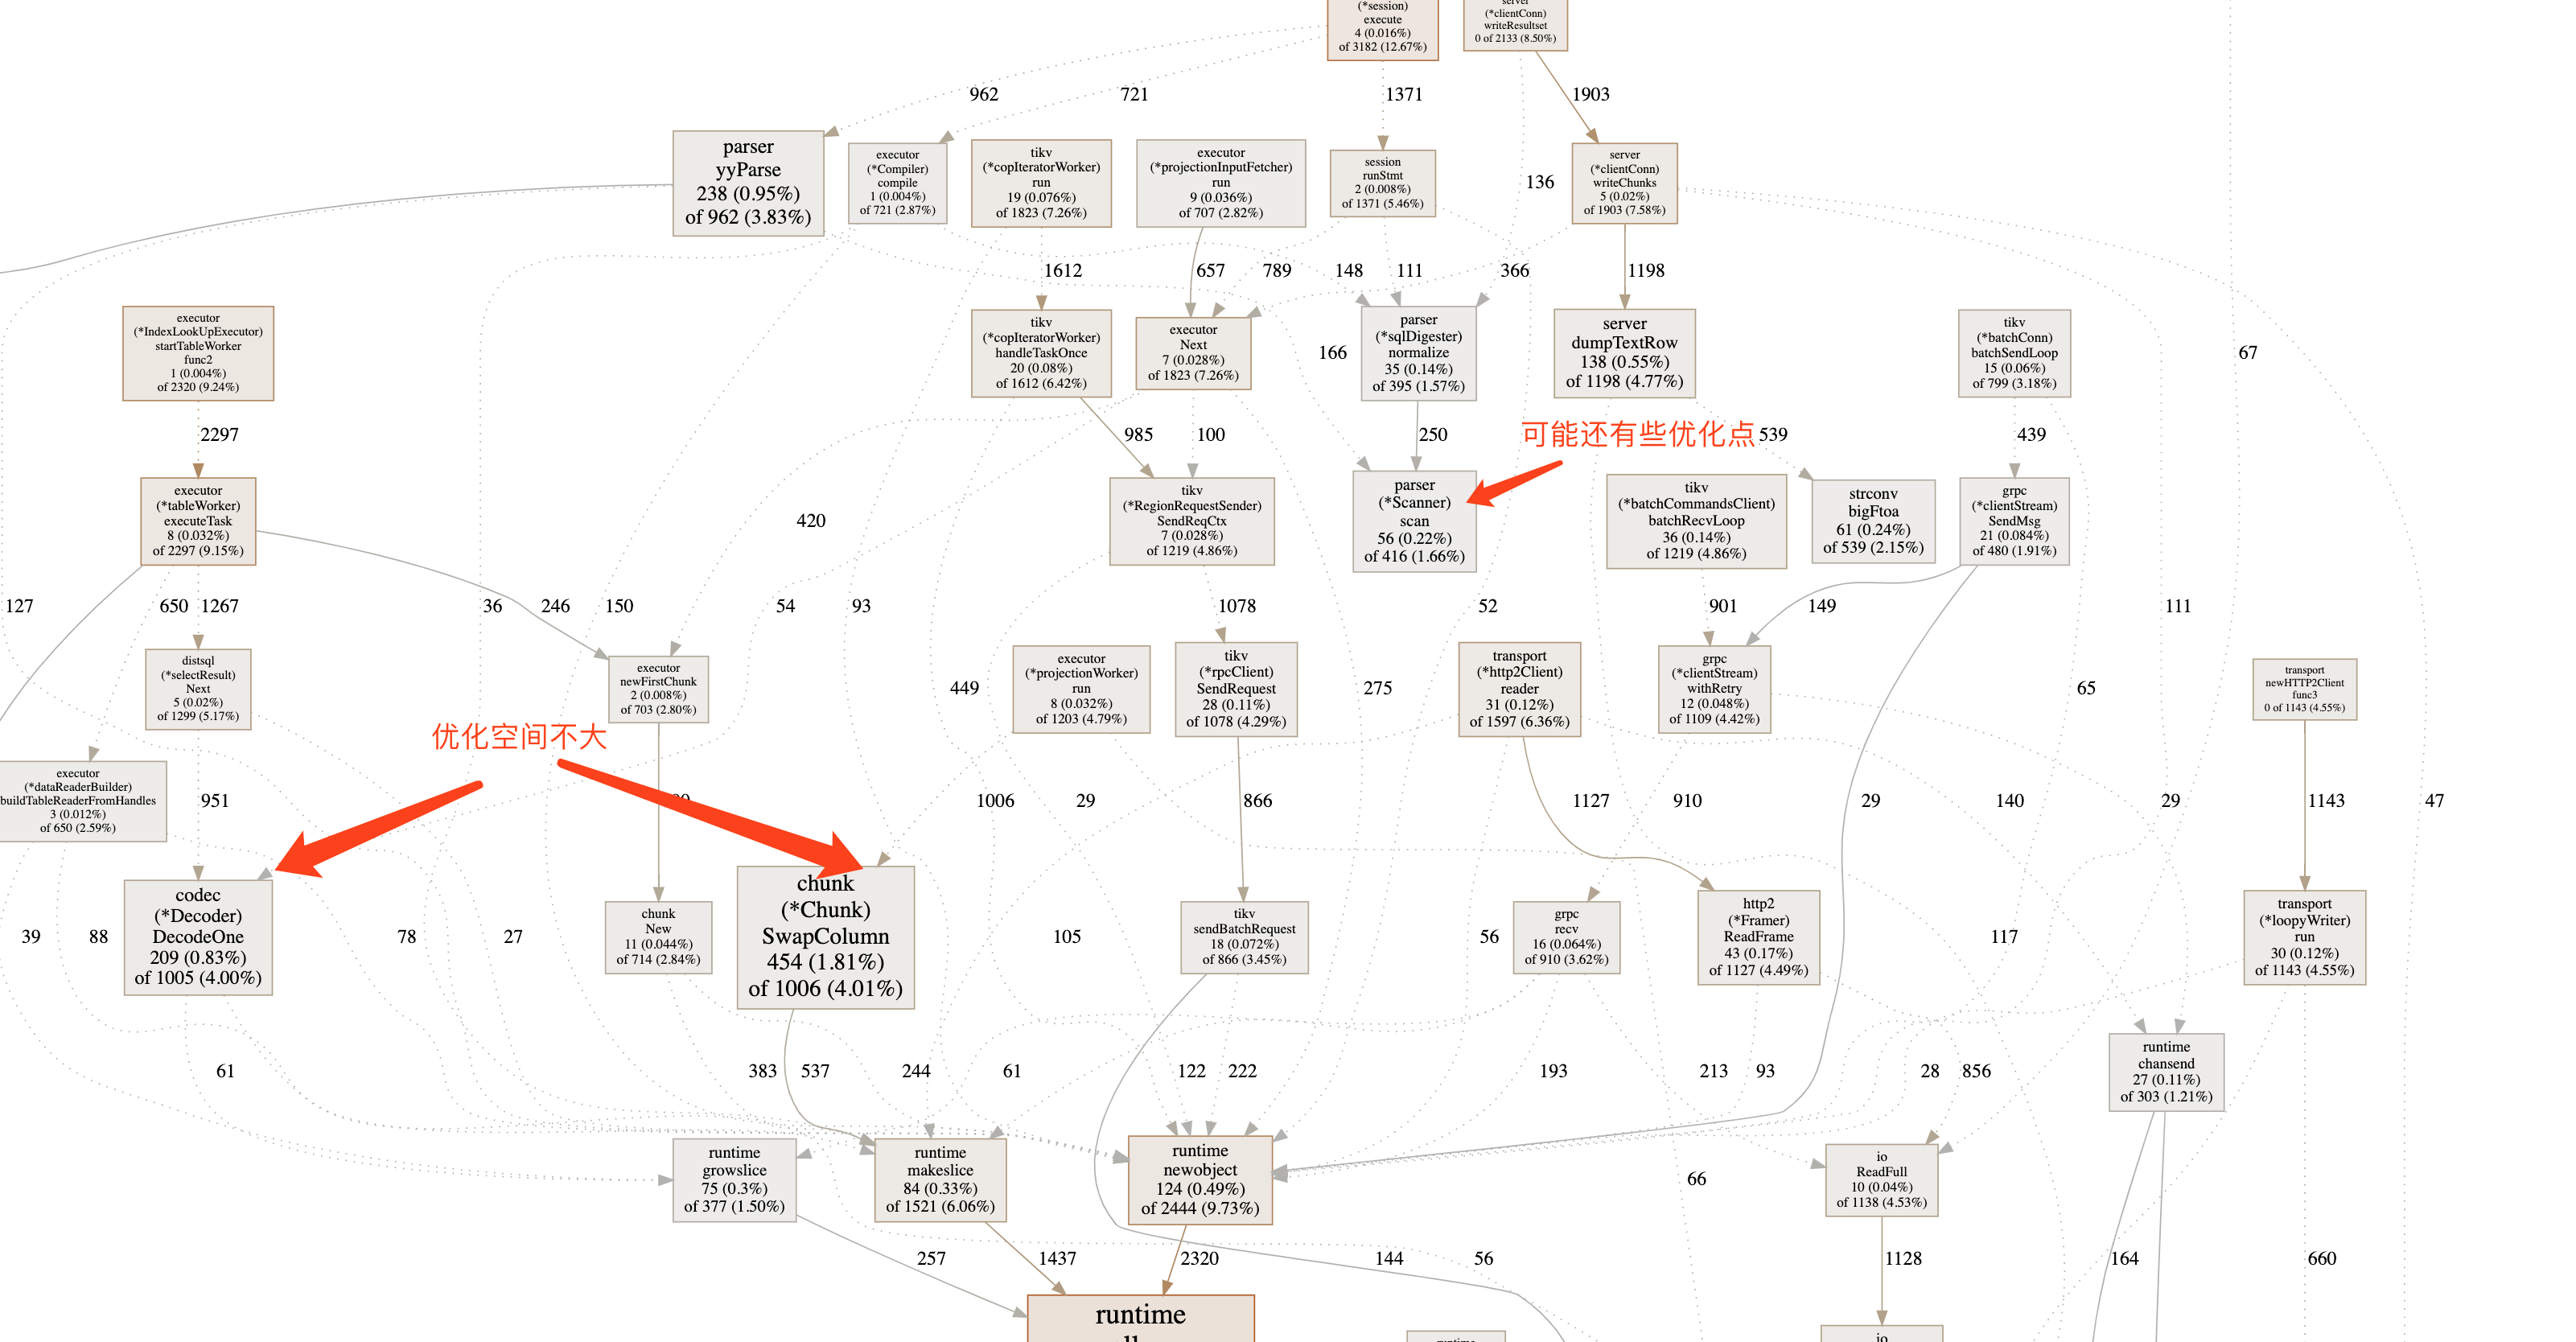 (*session)
execute
4 (0.016%)
of 3182 (12.67%)
server
(*clientConn)
writeResultset
0 of 2133 (8.50%)
962
721
1371
1903
parser
yyParse
238 (0.95%)
of 962 (3.83%)
executor
(*Compiler)
compile
1 (0.004%)
of 721 (2.87%)
tikv
(*copIteratorWorker)
run
19 (0.076%)
of 1823 (7.26%)
executor
(*projectionInputFetcher)
run
9 (0.036%)
of 707 (2.82%)
session
runStmt
2 (0.008%)
of 1371 (5.46%)
136
server
(*clientConn)
writeChunks
5 (0.02%)
of 1903 (7.58%)
1612
657
789
148
111
366
1198
executor
(*IndexLookUpExecutor)
startTableWorker
func2
1 (0.004%)
of 2320 (9.24%)
tikv
(*copIteratorWorker)
handleTaskOnce
20 (0.08%)
of 1612 (6.42%)
executor
Next
7 (0.028%)
of 1823 (7.26%)
166
parser
(*sqlDigester)
normalize
35 (0.14%)
of 395 (1.57%)
server
dumpTextRow
138 (0.55%)
of 1198 (4.77%)
tikv
(*batchConn)
batchSendLoop
15 (0.06%)
of 799 (3.18%)
67
2297
985
100
250
可能还有些优化点
539
439
executor
(*tableWorker)
executeTask
8 (0.032%)
of 2297 (9.15%)
420
tikv
(*RegionRequestSender)
SendReqCtx
7 (0.028%)
of 1219 (4.86%)
parser
(*Scanner)
scan
56 (0.22%)
of 416 (1.66%)
tikv
(*batchCommandsClient)
batchRecvLoop
36 (0.14%)
of 1219 (4.86%)
strconv
bigFtoa
61 (0.24%)
of 539 (2.15%)
grpc
(*clientStream)
SendMsg
21 (0.084%)
of 480 (1.91%)
127
650
1267
36
246
150
54
93
1078
52
901
149
111
distsql
(*selectResult)
Next
5 (0.02%)
of 1299 (5.17%)
executor
newFirstChunk
2 (0.008%)
of 703 (2.80%)
449
executor
(*projectionWorker)
run
8 (0.032%)
of 1203 (4.79%)
tikv
(*rpcClient)
SendRequest
28 (0.11%)
of 1078 (4.29%)
275
transport
(*http2Client)
reader
31 (0.12%)
of 1597 (6.36%)
grpc
(*clientStream)
withRetry
12 (0.048%)
of 1109 (4.42%)
65
transport
newHTTP2Client
func3
0 of 1143 (4.55%)
优化空间不大
executor
(*dataReaderBuilder)
buildTableReaderFromHandles
3 (0.012%)
of 650 (2.59%)
951
1006
29
866
1127
910
29
140
29
1143
47
codec
(*Decoder)
DecodeOne
209 (0.83%)
of 1005 (4.00%)
chunk
New
11 (0.044%)
of 714 (2.84%)
chunk
(*Chunk)
SwapColumn
454 (1.81%)
of 1006 (4.01%)
tikv
sendBatchRequest
18 (0.072%)
of 866 (3.45%)
grpc
recv
16 (0.064%)
of 910 (3.62%)
http2
(*Framer)
ReadFrame
43 (0.17%)
of 1127 (4.49%)
transport
(*loopyWriter)
run
30 (0.12%)
of 1143 (4.55%)
39
88
78
27
105
56
117
61
383
537
244
61
122
222
193
213
93
28
856
runtime
chansend
27 (0.11%)
of 303 (1.21%)
runtime
growslice
75 (0.3%)
of 377 (1.50%)
runtime
makeslice
84 (0.33%)
of 1521 (6.06%)
runtime
newobject
124 (0.49%)
of 2444 (9.73%)
66
io
ReadFull
10 (0.04%)
of 1138 (4.53%)
257
1437
2320
144
56
1128
164
660
runtime
io